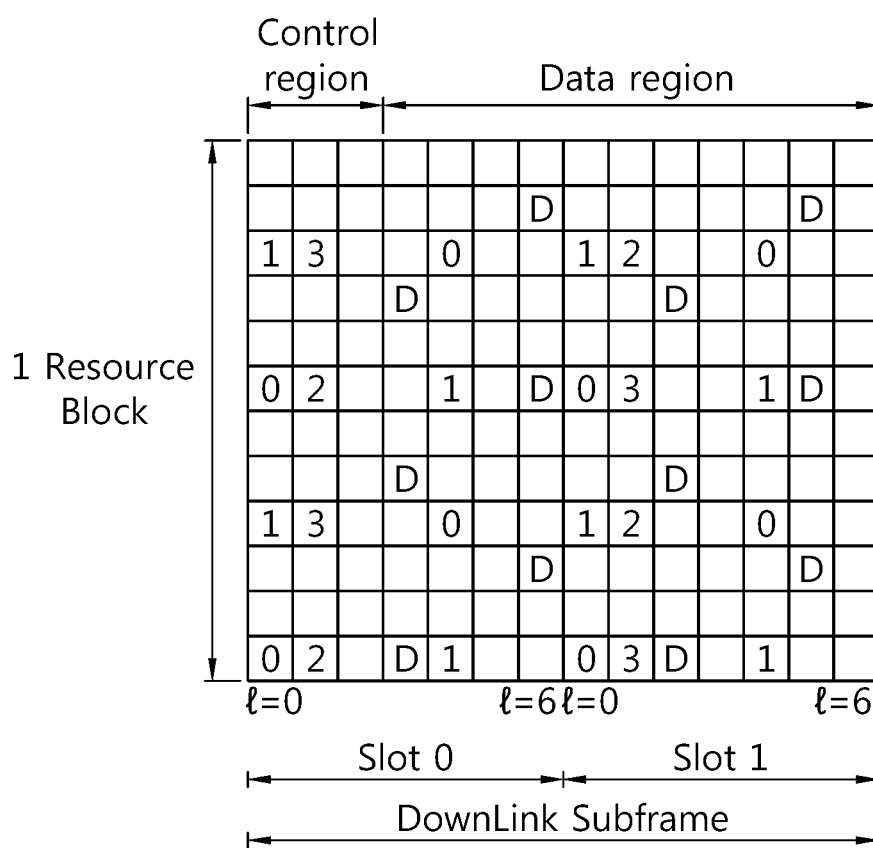 Control
region
Data region
D D
1 3 0 1 2 0
D D
1 Resource
Block
0 2 1 D 0 3 1 D
D D
1 3 0 1 2 0
D D
0 2 D 1 0 3 D 1
ℓ=0 ℓ=6 ℓ=0 ℓ=6
Slot 0 Slot 1
DownLink Subframe